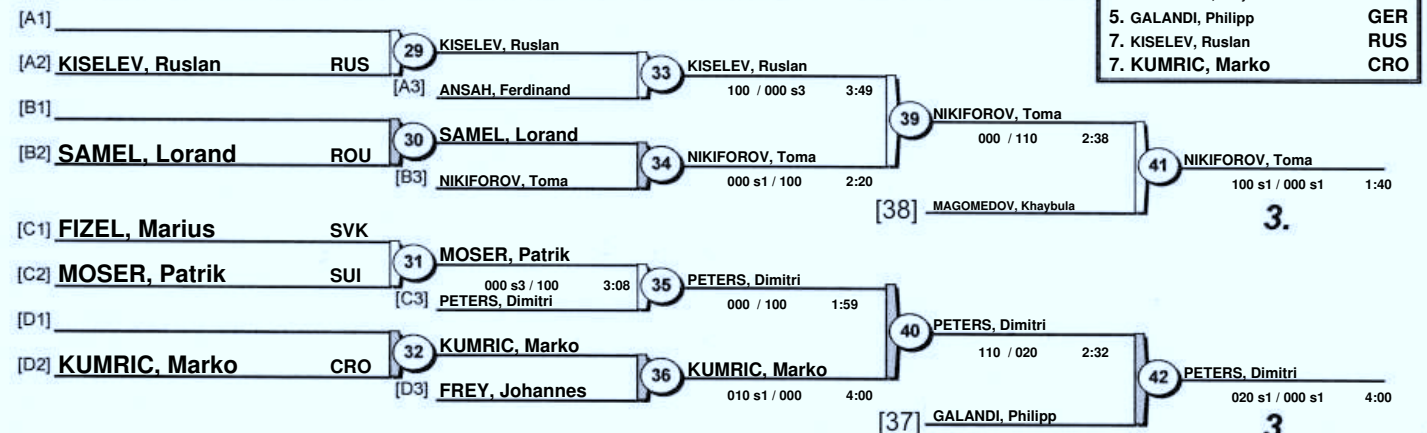 5. GALANDI, Philipp GER
7. KISELEV, Ruslan RUS
7. KUMRIC, Marko CRO
[A1]
[A2] KISELEV, Ruslan RUS
29
KISELEV, Ruslan
[A3] ANSAH, Ferdinand
33
KISELEV, Ruslan
100 / 000 s3 3:49
[B1]
[B2] SAMEL, Lorand ROU
30
SAMEL, Lorand
[B3] NIKIFOROV, Toma
34
NIKIFOROV, Toma
000 s1 / 100 2:20
39
NIKIFOROV, Toma
000 / 110 2:38
[38] MAGOMEDOV, Khaybula
41
NIKIFOROV, Toma
100 s1 / 000 s1 1:40
3.
[C1] FIZEL, Marius SVK
[C2] MOSER, Patrik SUI
31
MOSER, Patrik
000 s3 / 100 3:08
[C3] PETERS, Dimitri
35
PETERS, Dimitri
000 / 100 1:59
[D1]
[D2] KUMRIC, Marko CRO
32
KUMRIC, Marko
[D3] FREY, Johannes
36
KUMRIC, Marko
010 s1 / 000 4:00
40
PETERS, Dimitri
110 / 020 2:32
[37] GALANDI, Philipp
42
PETERS, Dimitri
020 s1 / 000 s1 4:00
3